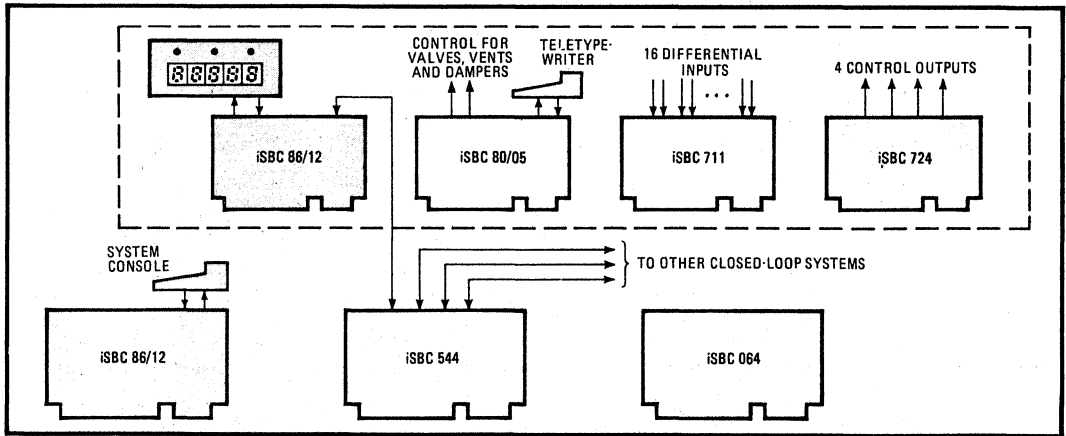 CONTROL FOR
VALVES, VENTS
AND DAMPERS
TELETYPE-
WRITER
16 DIFFERENTIAL
INPUTS
4 CONTROL OUTPUTS
88888
iSBC 86/12
iSBC 80/05
iSBC 711
iSBC 724
SYSTEM
CONSOLE
TO OTHER CLOSED-LOOP SYSTEMS
iSBC 86/12
iSBC 544
iSBC 064